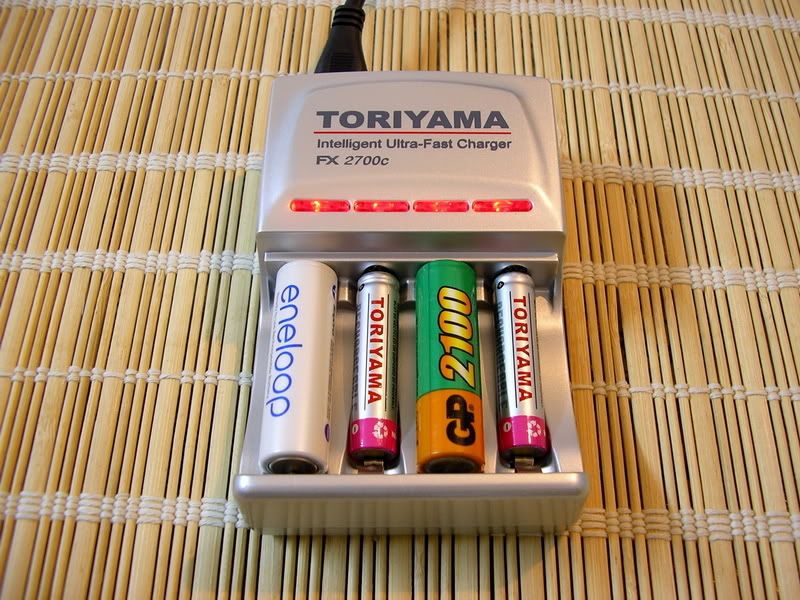 TORIYAMA
Intelligent Ultra-Fast Charger
FX 2700c
eneloop
TORIYAMA
GP 2100
TORIYAMA